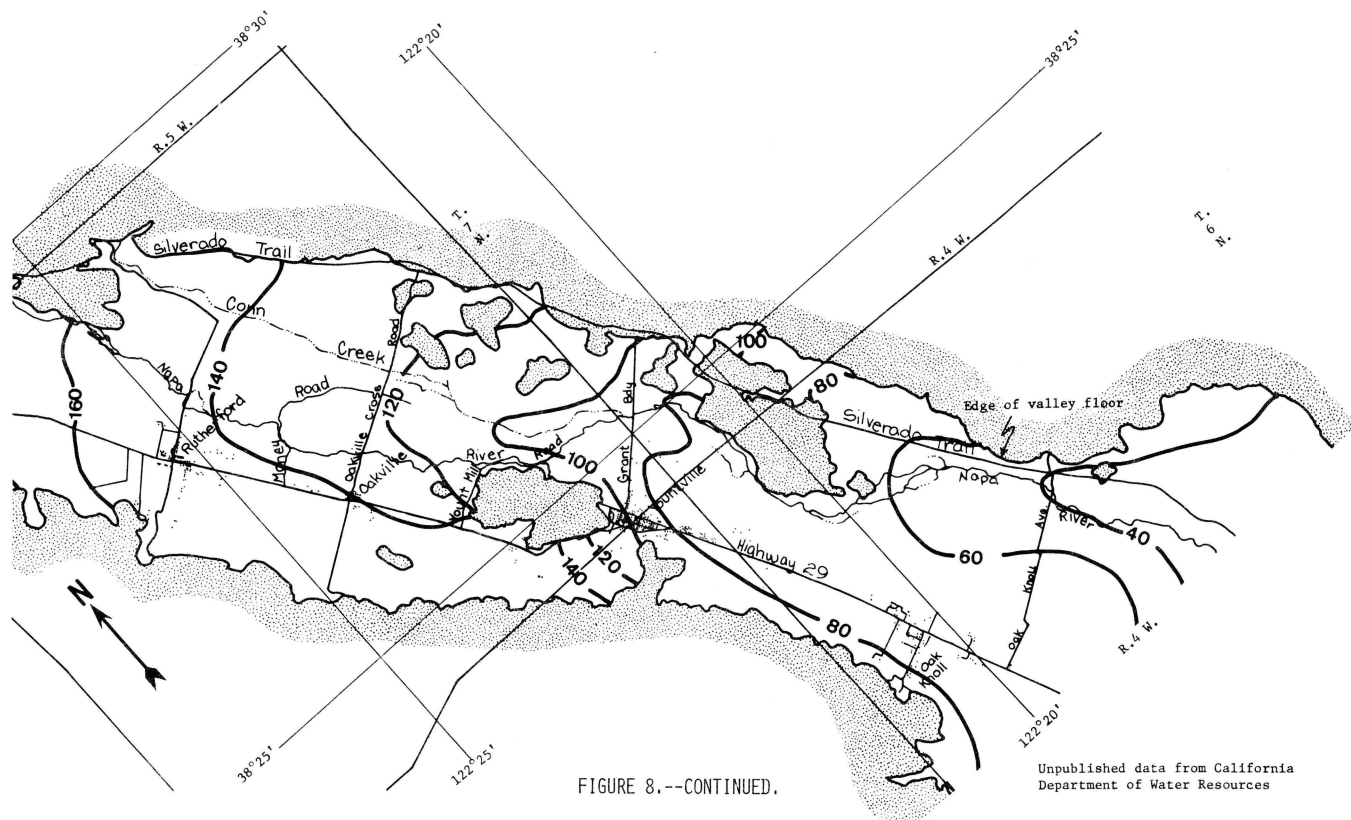 38°30'
122°20'
38°25'
R.5 W.
T.
7
N.
T.
6
N.
R.4 W.
Silverado Trail
Conn
Creek
Road
100
80
Edge of valley floor
Silverado
Trail
160
Napa
140
Road
120
Bdy
Rutherford
Money
Oakville Cross
River
Road
100
Grant
Yountville
Napa
Oakville
Yount Mill
River
40
60
Ave
Knoll
Oak
Highway 29
140
120
80
R.4 W.
Oak
Knoll
N
38°25'
122°25'
122°20'
FIGURE 8.--CONTINUED.
Unpublished data from California
Department of Water Resources